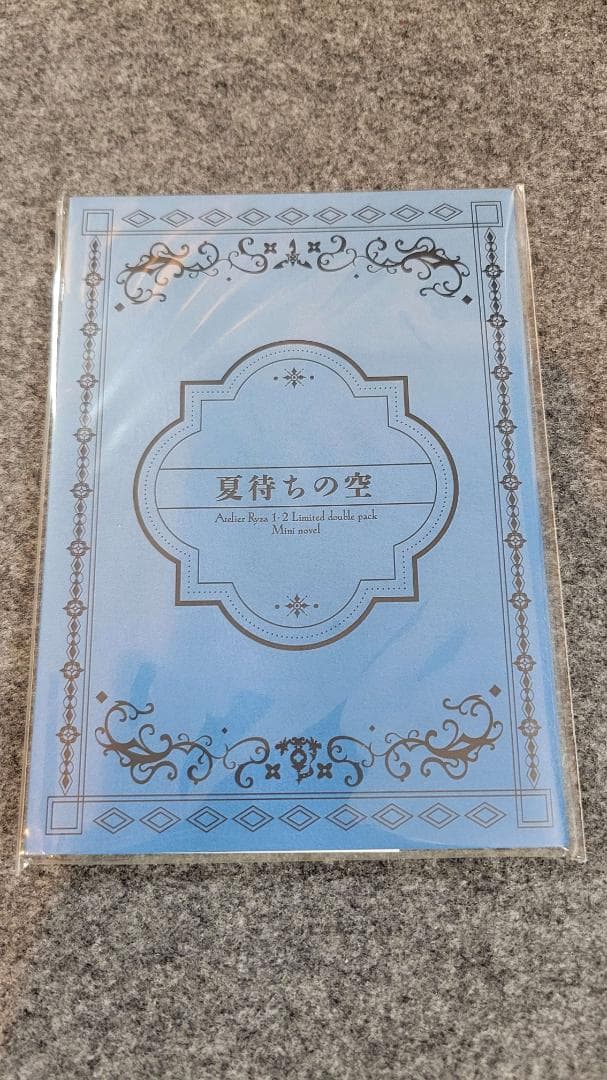 夏待ちの空
Atelier Ryza 1・2 Limited double pack
Mini novel